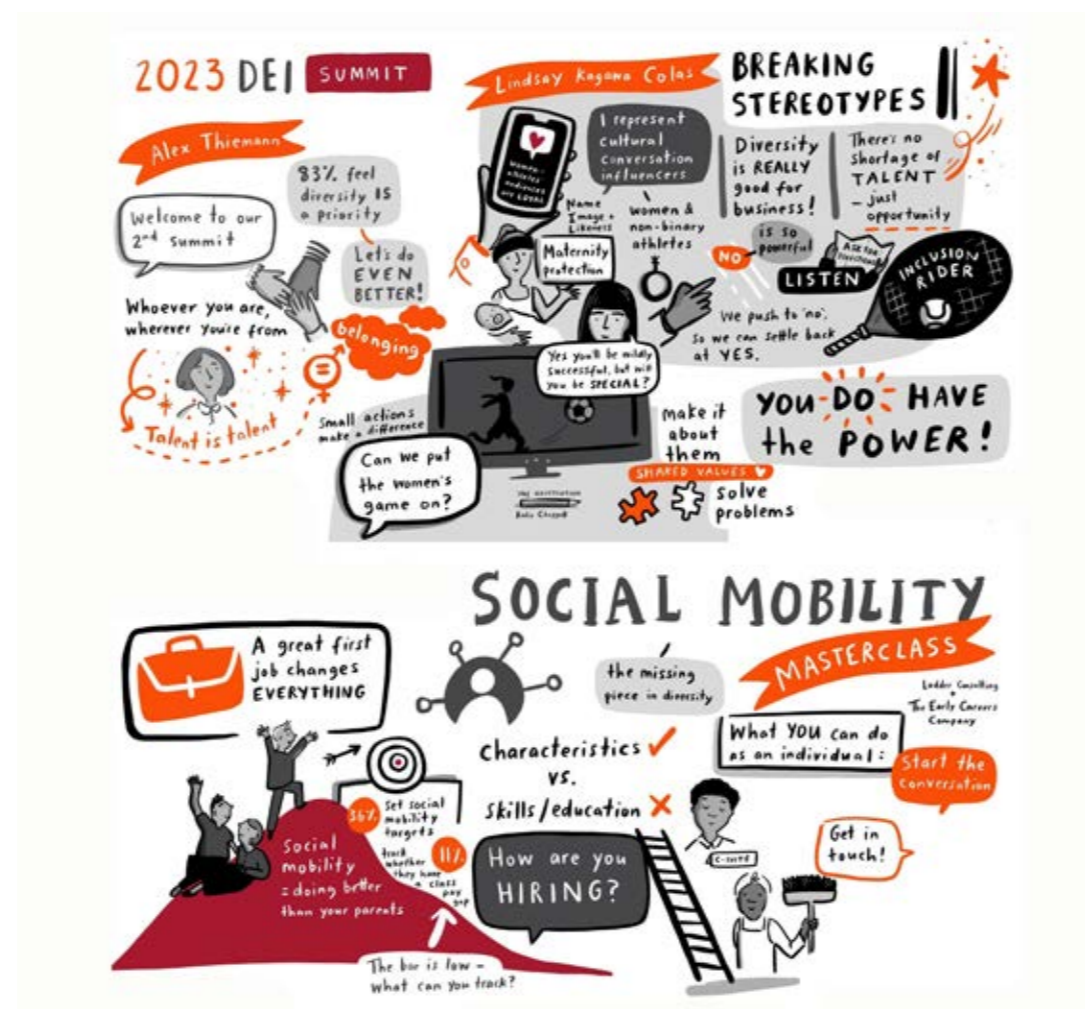 2023 DEI SUMMIT
Alex Thiemann
Welcome to our
2nd Summit
83% feel
diversity IS
a priority
Let's do
EVEN
BETTER!
Whoever you are,
wherever you're from
belonging
Talent is talent
Lindsay Kagawa Colas
BREAKING
STEREOTYPES
Women
athletes'
audiences
are LOYAL
I represent
cultural
conversation
influencers
Name
Image +
Likeness
women &
non-binary
athletes
Maternity
protection
Diversity
is REALLY
good for
business!
There's no
shortage of
TALENT
- just
opportunity
NO
is so
powerful
LISTEN
INCLUSION
RIDER
We push to 'no',
so we can settle back
at YES.
Yes you'll be mildly
successful, but will
you be SPECIAL?
Small actions
make a difference
Can we put
the women's
game on?
make it
about
them
SHARED VALUES
solve
problems
YOU DO HAVE
the POWER!
SOCIAL MOBILITY
MASTERCLASS
the missing
piece in diversity
Ladder Consulting
+
The Early Careers
Company
A great first
job changes
EVERYTHING
Characteristics
vs.
Skills/education
What YOU can do
as an individual:
Start the
conversation
Get in
touch!
36%
Set social
mobility
targets
11%
track
whether
they have
a class
pay
gap
Social
mobility
= doing better
than your parents
How are you
HIRING?
C-SUITE
The bar is low -
What can you track?